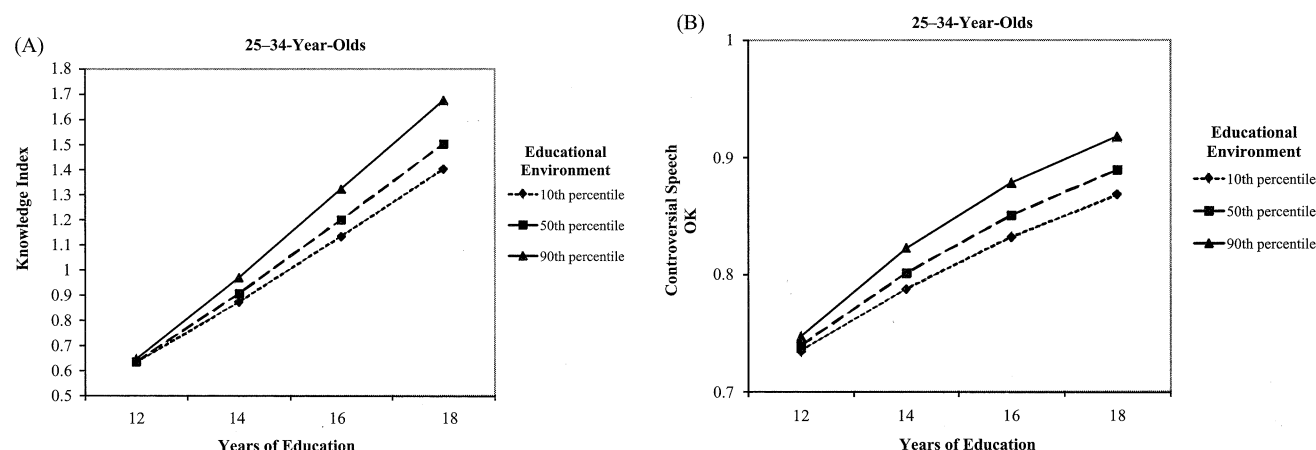 (A)
25–34-Year-Olds
1.8
1.7
1.6
1.5
1.4
1.3
1.2
1.1
1
0.9
0.8
0.7
0.6
0.5
Knowledge Index
12 14 16 18
Years of Education
Educational
Environment
10th percentile
50th percentile
90th percentile
(B)
25–34-Year-Olds
1
0.9
0.8
0.7
Controversial Speech
OK
12 14 16 18
Years of Education
Educational
Environment
10th percentile
50th percentile
90th percentile